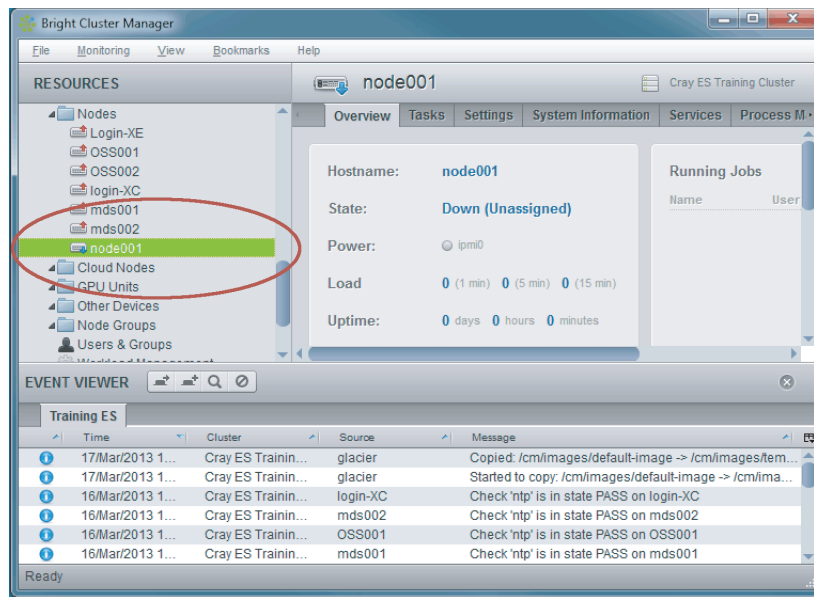 Bright Cluster Manager
File Monitoring View Bookmarks Help
RESOURCES
Nodes
Login-XE
OSS001
OSS002
login-XC
mds001
mds002
node001
Cloud Nodes
GPU Units
Other Devices
Node Groups
Users & Groups
Workload Management
node001 Cray ES Training Cluster
Overview Tasks Settings System Information Services Process M
Hostname: node001
State: Down (Unassigned)
Power: ipmi0
Load 0 (1 min) 0 (5 min) 0 (15 min)
Uptime: 0 days 0 hours 0 minutes
Running Jobs
Name User
EVENT VIEWER
Training ES
Time Cluster Source Message
17/Mar/2013 1... Cray ES Trainin... glacier Copied: /cm/images/default-image -> /cm/images/tem...
17/Mar/2013 1... Cray ES Trainin... glacier Started to copy: /cm/images/default-image -> /cm/ima...
16/Mar/2013 1... Cray ES Trainin... login-XC Check 'ntp' is in state PASS on login-XC
16/Mar/2013 1... Cray ES Trainin... mds002 Check 'ntp' is in state PASS on mds002
16/Mar/2013 1... Cray ES Trainin... OSS001 Check 'ntp' is in state PASS on OSS001
16/Mar/2013 1... Cray ES Trainin... mds001 Check 'ntp' is in state PASS on mds001
Ready